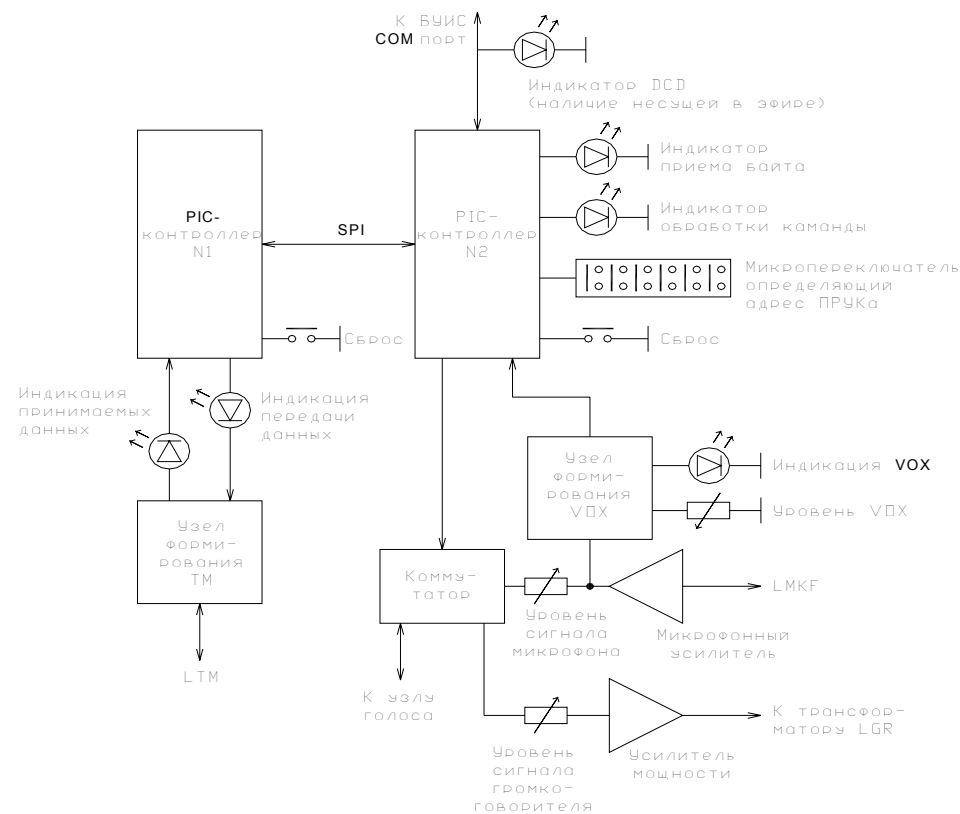 К БУИС
COM ПОРТ
Индикатор DCD
(наличие несущей в эфире)
Индикатор
приема байта
Индикатор
обработки каманды
Микропереключатель
определяющий
адрес ПРУКа
Сброс
PIC-
контроллер
N1
SPI
PIC-
контроллер
N2
Сброс
Индикация
принимаемых
данных
Индикация
передачи
данных
Узел
форми-
рования
VOX
Индикация VOX
Уровень VOX
Узел
форми-
рования
ТМ
LTM
Комму-
татор
К узлу
голоса
Уровень
сигнала
микрофона
Микрофонный
усилитель
LMKF
Уровень
сигнала
громко-
говорителя
Усилитель
мощности
К трансфор-
матору LGR